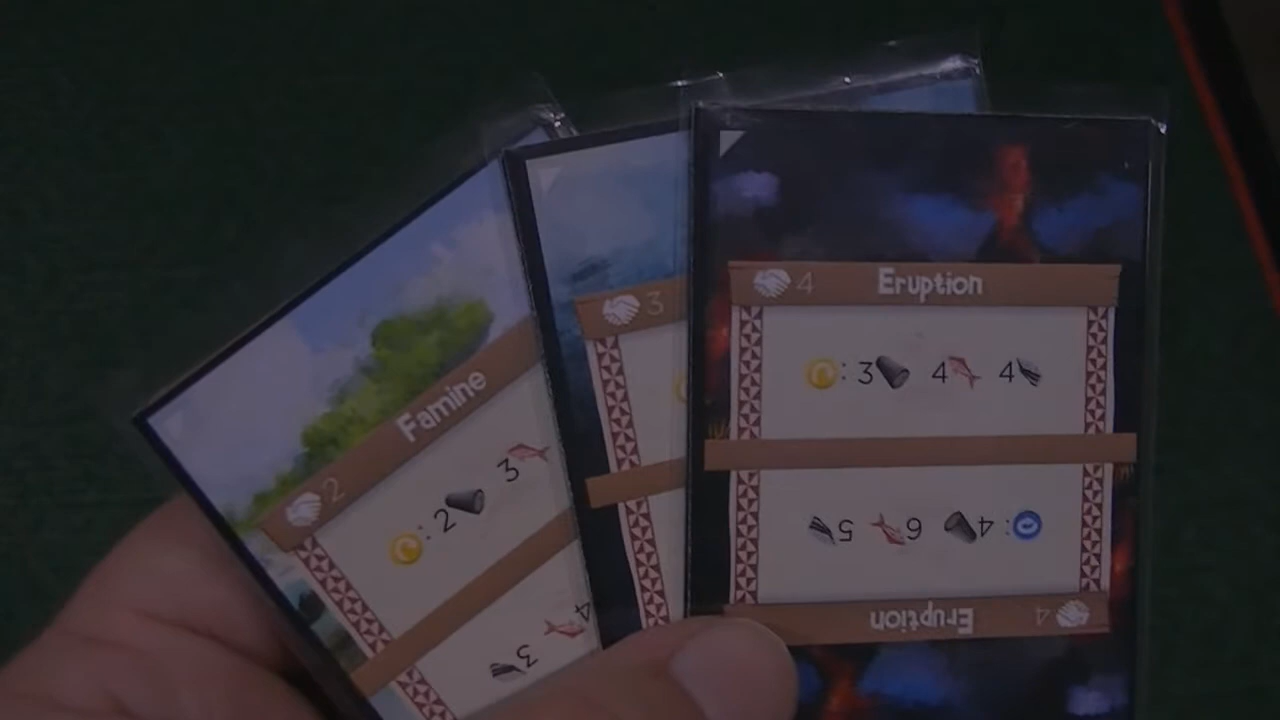 2
Famine
: 2 3
3 4
3
4 Eruption
: 3 4 4
5 6 4 :
Eruption 4